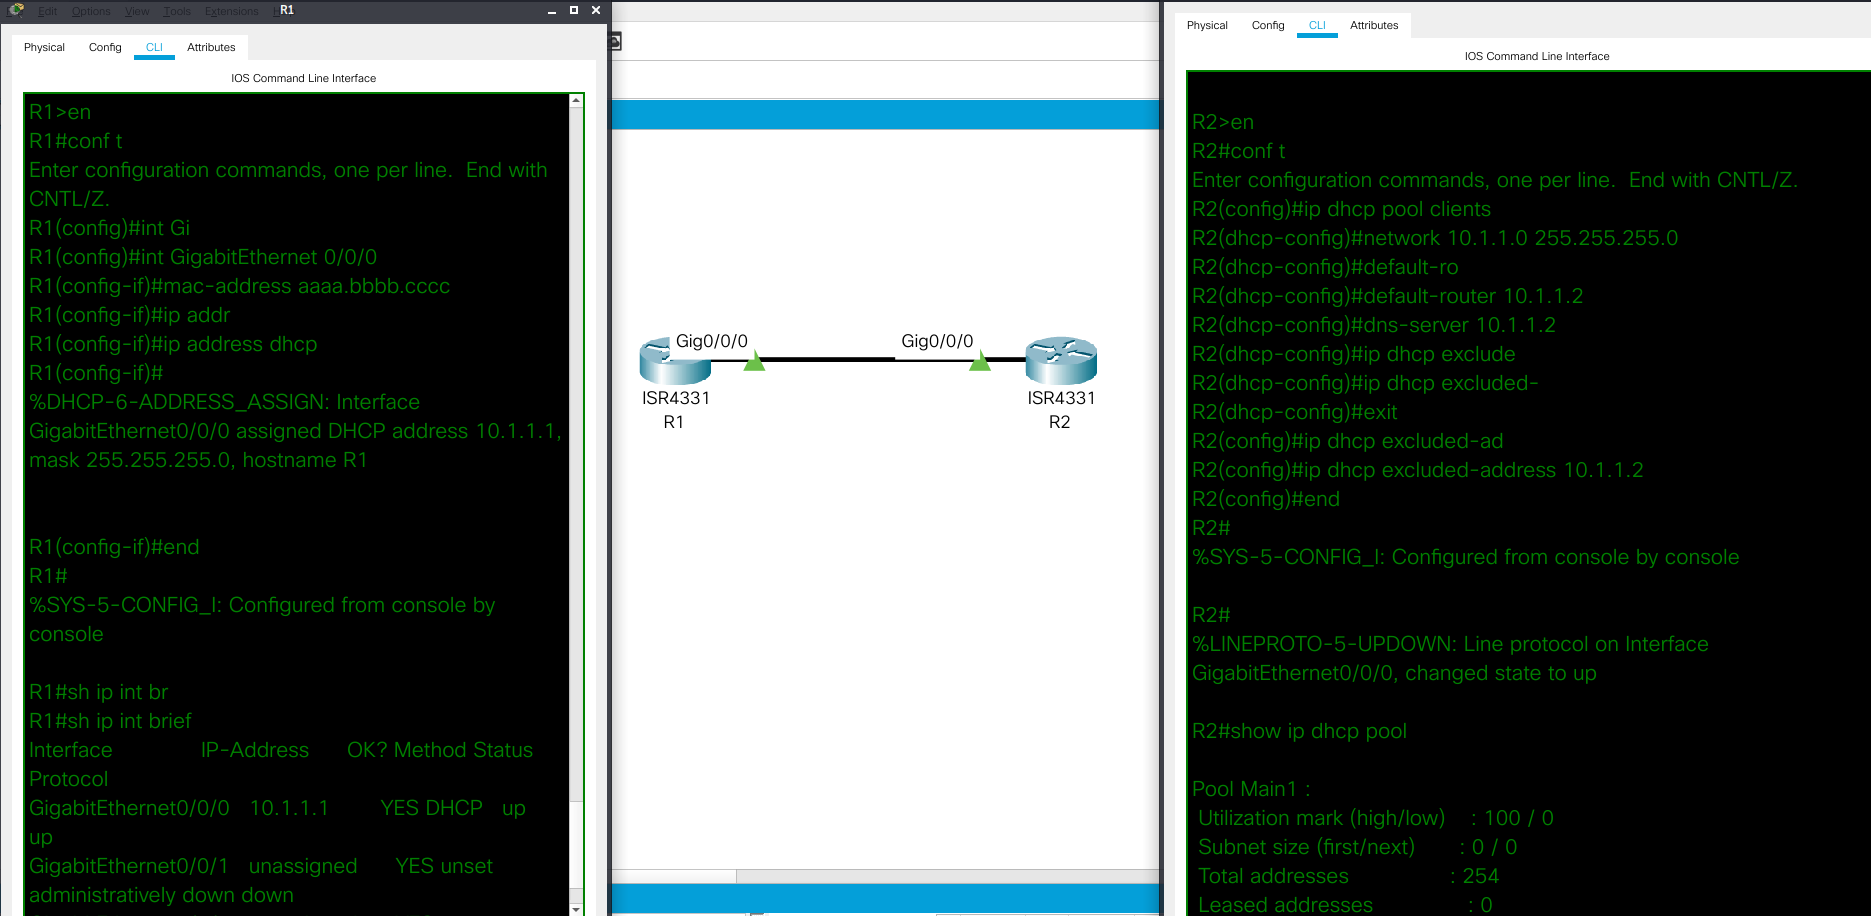 Edit Options View Tools Extensions H R1
Physical Config CLI Attributes
IOS Command Line Interface
R1>en
R1#conf t
Enter configuration commands, one per line.  End with
CNTL/Z.
R1(config)#int Gi
R1(config)#int GigabitEthernet 0/0/0
R1(config-if)#mac-address aaaa.bbbb.cccc
R1(config-if)#ip addr
R1(config-if)#ip address dhcp
R1(config-if)#
%DHCP-6-ADDRESS_ASSIGN: Interface
GigabitEthernet0/0/0 assigned DHCP address 10.1.1.1,
mask 255.255.255.0, hostname R1
R1(config-if)#end
R1#
%SYS-5-CONFIG_I: Configured from console by
console
R1#sh ip int br
R1#sh ip int brief
Interface IP-Address OK? Method Status
Protocol
GigabitEthernet0/0/0 10.1.1.1 YES DHCP up
up
GigabitEthernet0/0/1 unassigned YES unset
administratively down down
Gig0/0/0 Gig0/0/0
ISR4331 ISR4331
R1 R2
Physical Config CLI Attributes
IOS Command Line Interface
R2>en
R2#conf t
Enter configuration commands, one per line.  End with CNTL/Z.
R2(config)#ip dhcp pool clients
R2(dhcp-config)#network 10.1.1.0 255.255.255.0
R2(dhcp-config)#default-ro
R2(dhcp-config)#default-router 10.1.1.2
R2(dhcp-config)#dns-server 10.1.1.2
R2(dhcp-config)#ip dhcp exclude
R2(dhcp-config)#ip dhcp excluded-
R2(dhcp-config)#exit
R2(config)#ip dhcp excluded-ad
R2(config)#ip dhcp excluded-address 10.1.1.2
R2(config)#end
R2#
%SYS-5-CONFIG_I: Configured from console by console
R2#
%LINEPROTO-5-UPDOWN: Line protocol on Interface
GigabitEthernet0/0/0, changed state to up
R2#show ip dhcp pool
Pool Main1 :
Utilization mark (high/low) : 100 / 0
Subnet size (first/next) : 0 / 0
Total addresses : 254
Leased addresses : 0